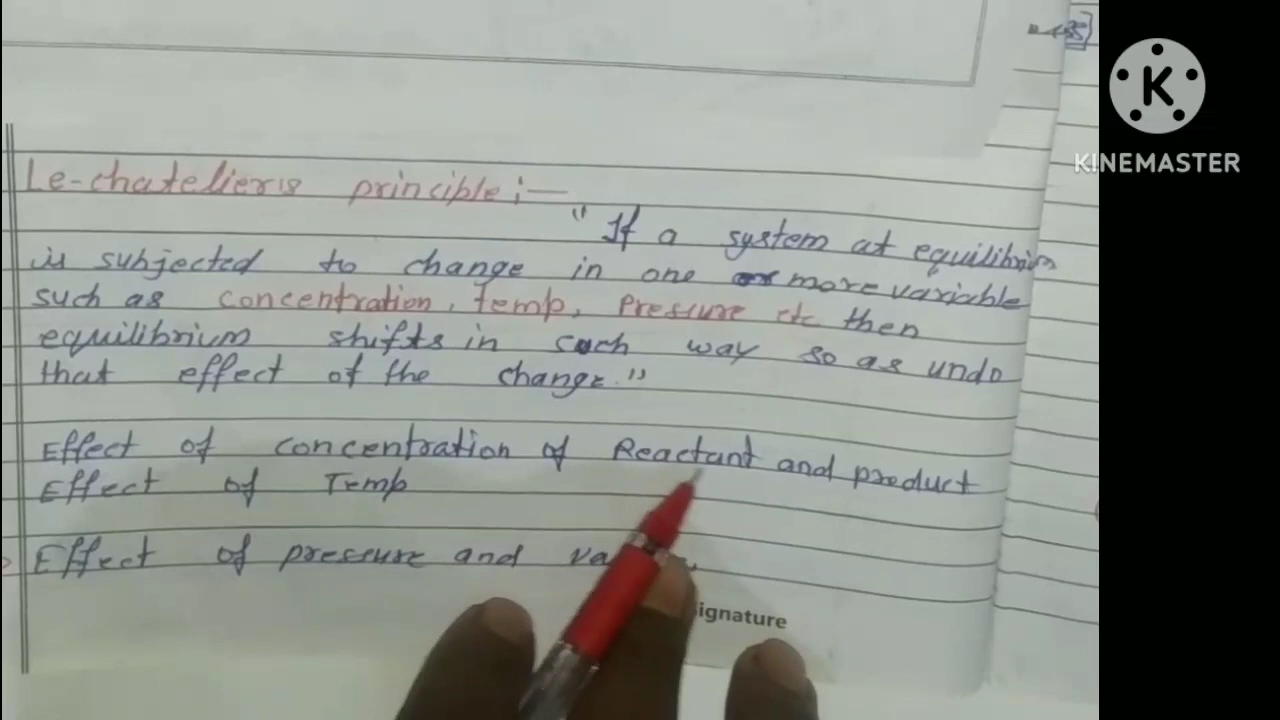 Le-chatelier's principle:—
"If a system at equilibrium
is subjected to change in one or more variable
such as concentration, temp, Pressure etc then
equilibrium shifts in such way so as undo
that effect of the change."
Effect of concentration of Reactant and product
Effect of Temp
Effect of pressure and
ignature
KINEMASTER